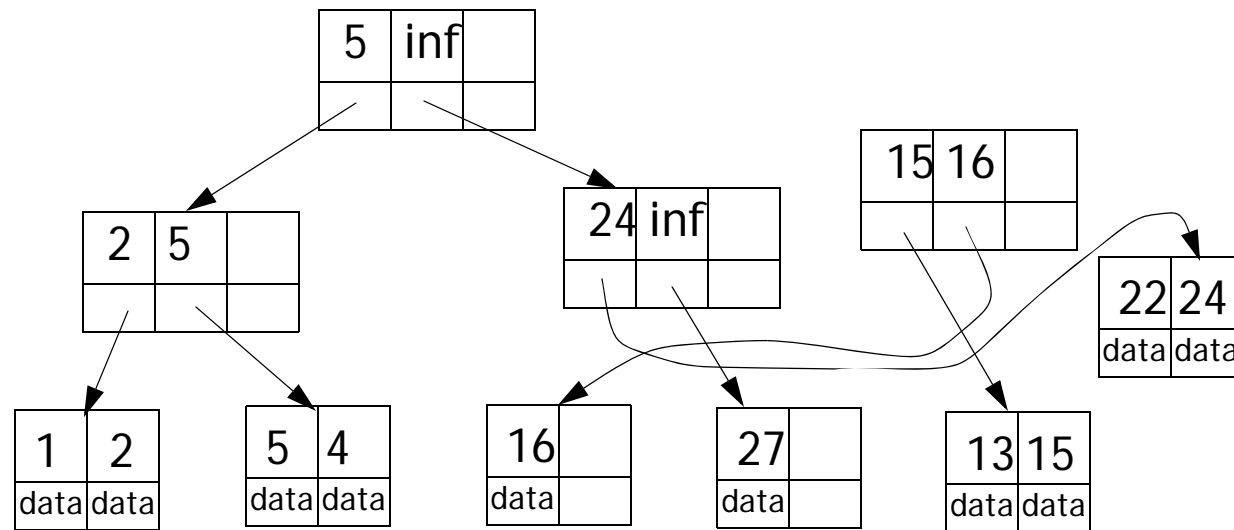 5 inf
15 16
2 5
24 inf
22 24
data data
1 2
data data
5 4
data data
16
data
27
data
13 15
data data